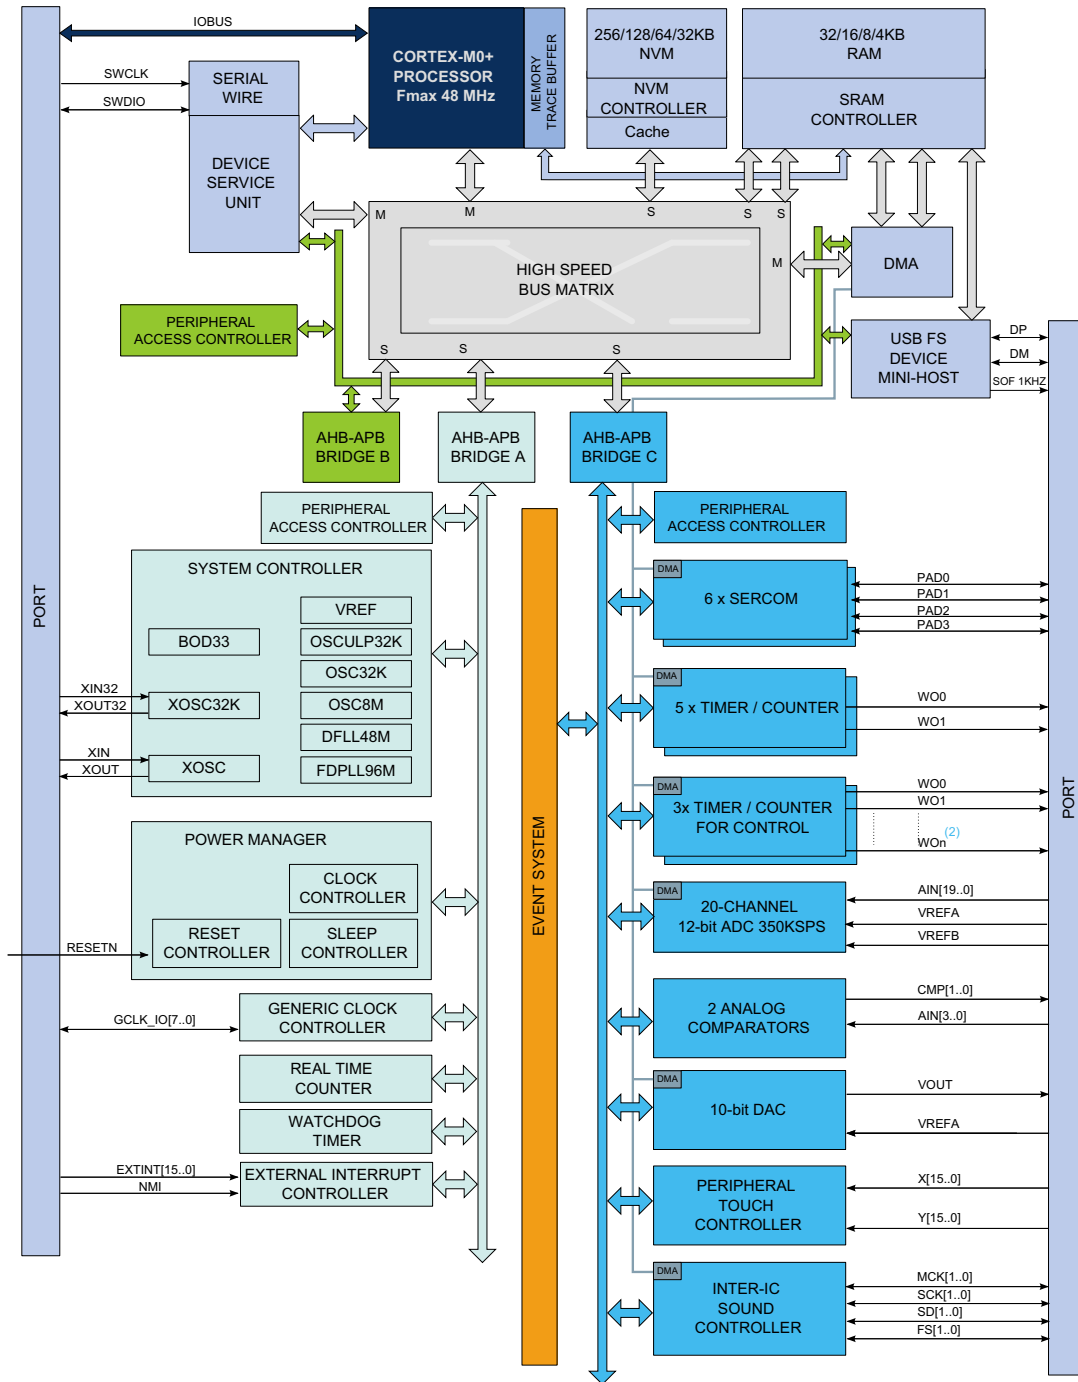 IOBUS
CORTEX-M0+
PROCESSOR
Fmax 48 MHz
MEMORY
TRACE BUFFER
256/128/64/32KB
NVM
NVM
CONTROLLER
Cache
32/16/8/4KB
RAM
SRAM
CONTROLLER
SWCLK
SWDIO
SERIAL
WIRE
DEVICE
SERVICE
UNIT
M
M
S
S
S
M
HIGH SPEED
BUS MATRIX
S
S
S
DMA
PERIPHERAL
ACCESS CONTROLLER
USB FS
DEVICE
MINI-HOST
DP
DM
SOF 1KHZ
AHB-APB
BRIDGE B
AHB-APB
BRIDGE A
AHB-APB
BRIDGE C
PORT
PERIPHERAL
ACCESS CONTROLLER
SYSTEM CONTROLLER
VREF
BOD33
OSCULP32K
OSC32K
XIN32
XOUT32
XOSC32K
OSC8M
DFLL48M
XIN
XOUT
XOSC
FDPLL96M
POWER MANAGER
CLOCK
CONTROLLER
RESETN
RESET
CONTROLLER
SLEEP
CONTROLLER
GCLK_IO[7..0]
GENERIC CLOCK
CONTROLLER
REAL TIME
COUNTER
WATCHDOG
TIMER
EXTINT[15..0]
NMI
EXTERNAL INTERRUPT
CONTROLLER
EVENT SYSTEM
PERIPHERAL
ACCESS CONTROLLER
DMA
6 x SERCOM
PAD0
PAD1
PAD2
PAD3
DMA
5 x TIMER / COUNTER
WO0
WO1
DMA
3x TIMER / COUNTER
FOR CONTROL
WO0
WO1
(2)
WOn
DMA
20-CHANNEL
12-bit ADC 350KSPS
AIN[19..0]
VREFA
VREFB
2 ANALOG
COMPARATORS
CMP[1..0]
AIN[3..0]
DMA
10-bit DAC
VOUT
VREFA
PERIPHERAL
TOUCH
CONTROLLER
X[15..0]
Y[15..0]
DMA
INTER-IC
SOUND
CONTROLLER
MCK[1..0]
SCK[1..0]
SD[1..0]
FS[1..0]
PORT